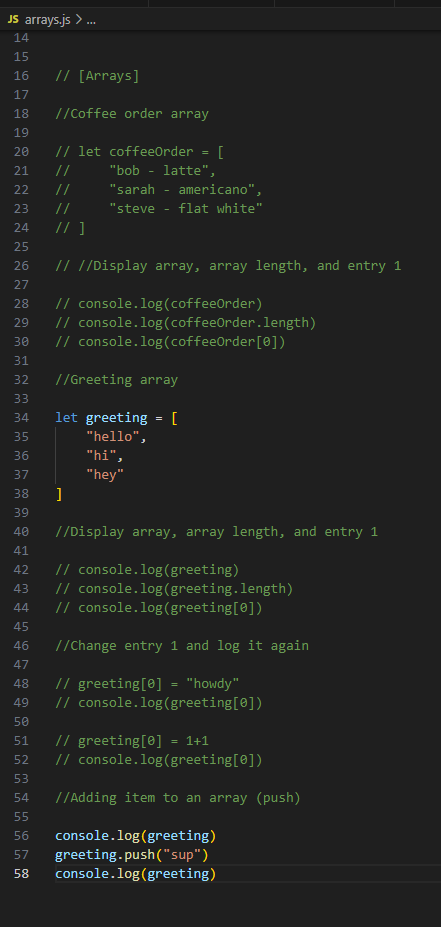 JS arrays.js > ...
14
15
16 // [Arrays]
17
18 //Coffee order array
19
20 // let coffeeOrder = [
21 //     "bob - latte",
22 //     "sarah - americano",
23 //     "steve - flat white"
24 // ]
25
26 // //Display array, array length, and entry 1
27
28 // console.log(coffeeOrder)
29 // console.log(coffeeOrder.length)
30 // console.log(coffeeOrder[0])
31
32 //Greeting array
33
34 let greeting = [
35     "hello",
36     "hi",
37     "hey"
38 ]
39
40 //Display array, array length, and entry 1
41
42 // console.log(greeting)
43 // console.log(greeting.length)
44 // console.log(greeting[0])
45
46 //Change entry 1 and log it again
47
48 // greeting[0] = "howdy"
49 // console.log(greeting[0])
50
51 // greeting[0] = 1+1
52 // console.log(greeting[0])
53
54 //Adding item to an array (push)
55
56 console.log(greeting)
57 greeting.push("sup")
58 console.log(greeting)